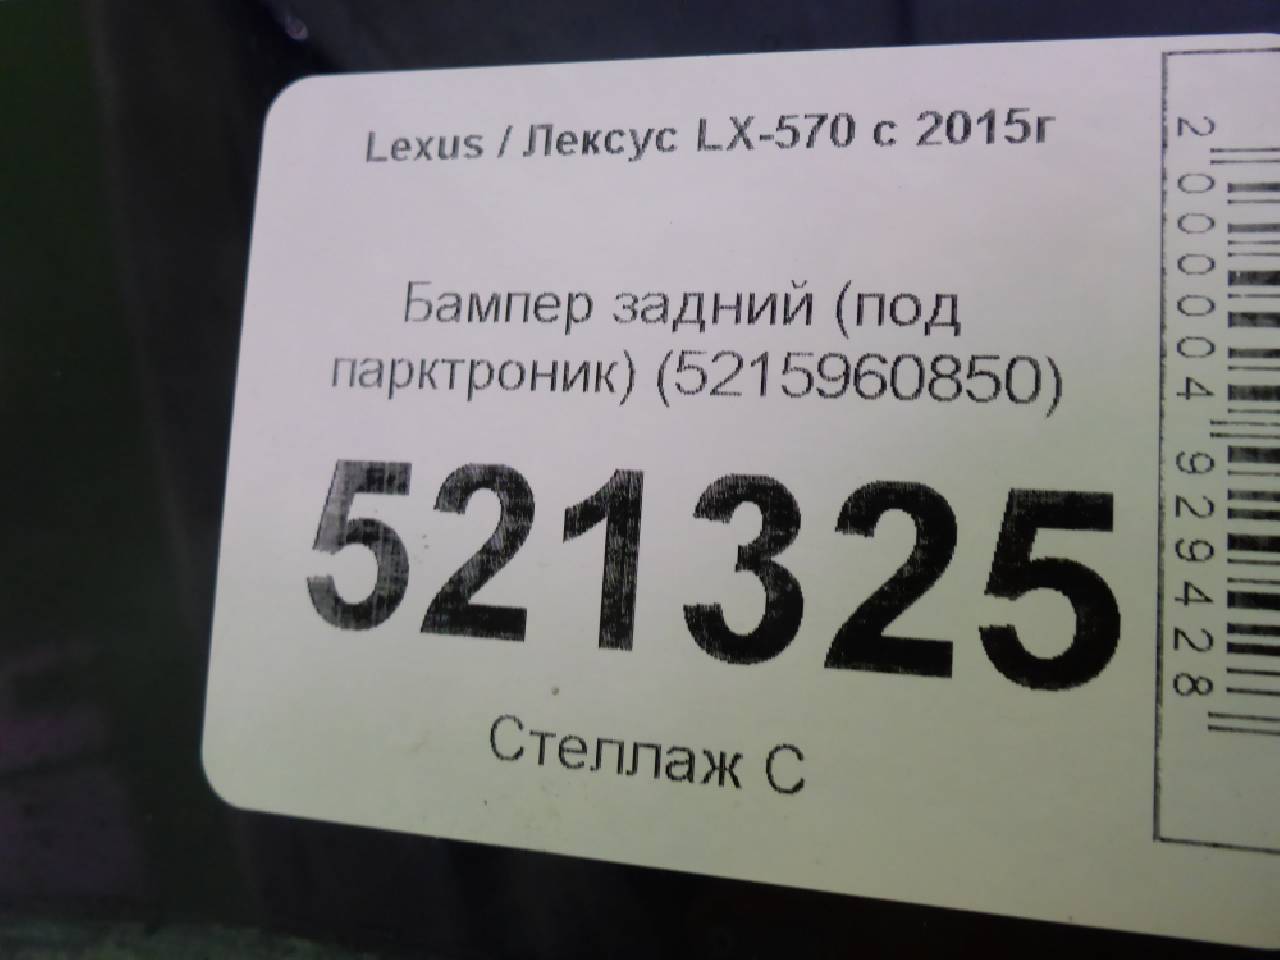 Lexus / Лексус LX-570 с 2015г
Бампер задний (под
парктроник) (5215960850)
521325
Стеллаж С
2000004929428